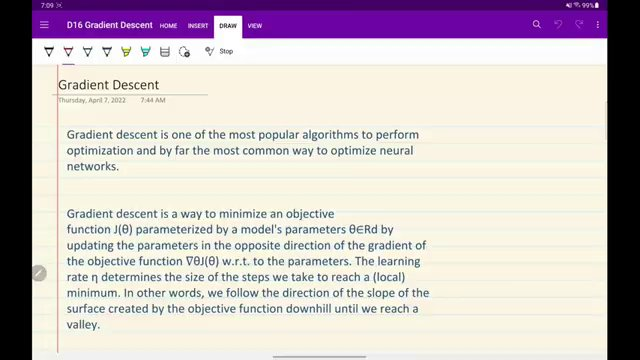 7:09
99%
D16 Gradient Descent
HOME INSERT DRAW VIEW
Stop
Gradient Descent
Thursday, April 7, 2022 7:44 AM
Gradient descent is one of the most popular algorithms to perform
optimization and by far the most common way to optimize neural
networks.
Gradient descent is a way to minimize an objective
function J(θ) parameterized by a model's parameters θ∈Rd by
updating the parameters in the opposite direction of the gradient of
the objective function ∇θJ(θ) w.r.t. to the parameters. The learning
rate η determines the size of the steps we take to reach a (local)
minimum. In other words, we follow the direction of the slope of the
surface created by the objective function downhill until we reach a
valley.